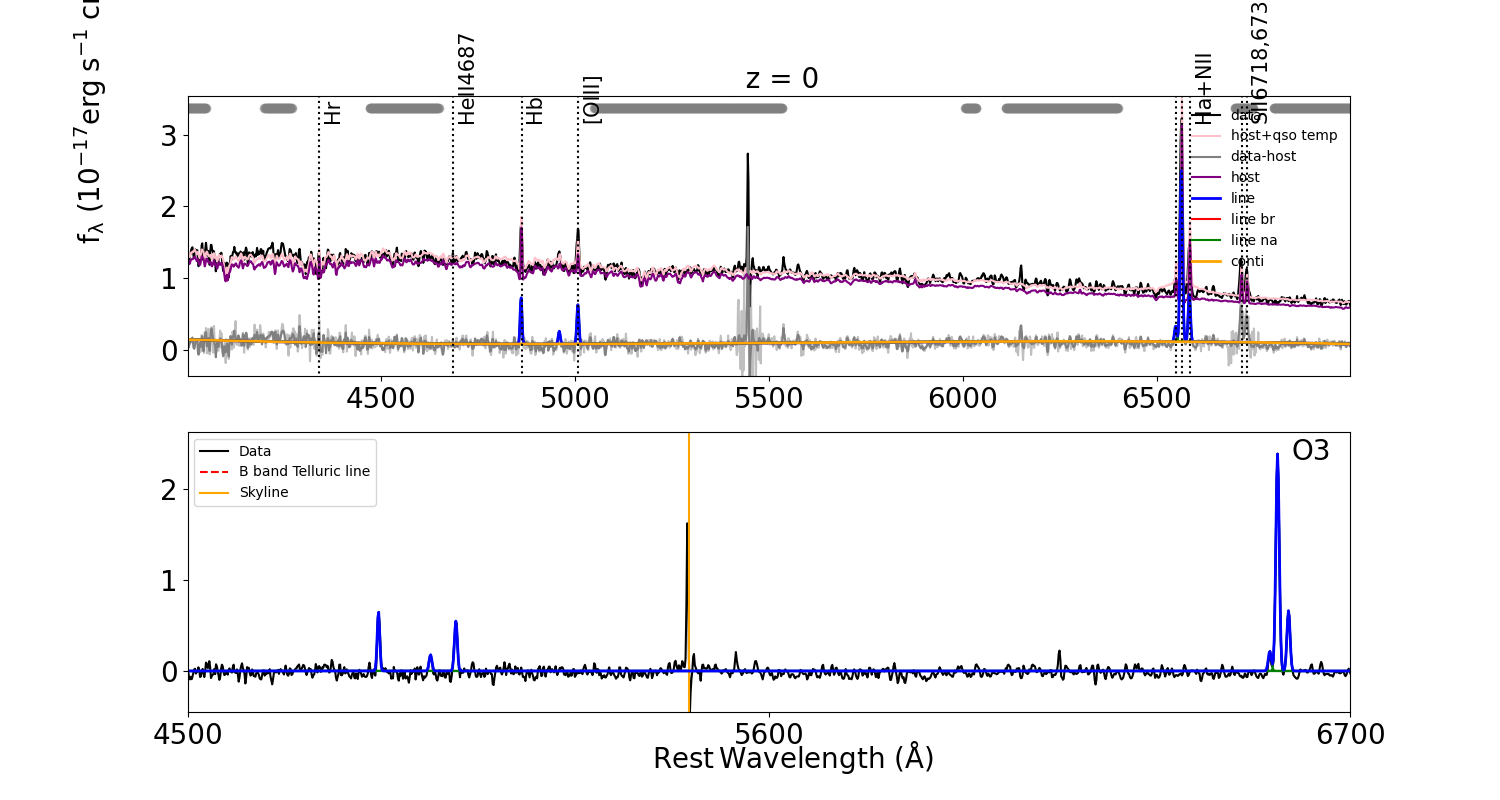 z = 0
f_λ (10^−17 erg s^−1
Hr
HeII4687
Hb
[OIII]
Ha+NII
SII6718,673
data
host+qso temp
data-host
host
line
line br
line na
conti
3
2
1
0
4500 5000 5500 6000 6500
Data
B band Telluric line
Skyline
O3
2
1
0
4500 5600 6700
Rest Wavelength (Å)